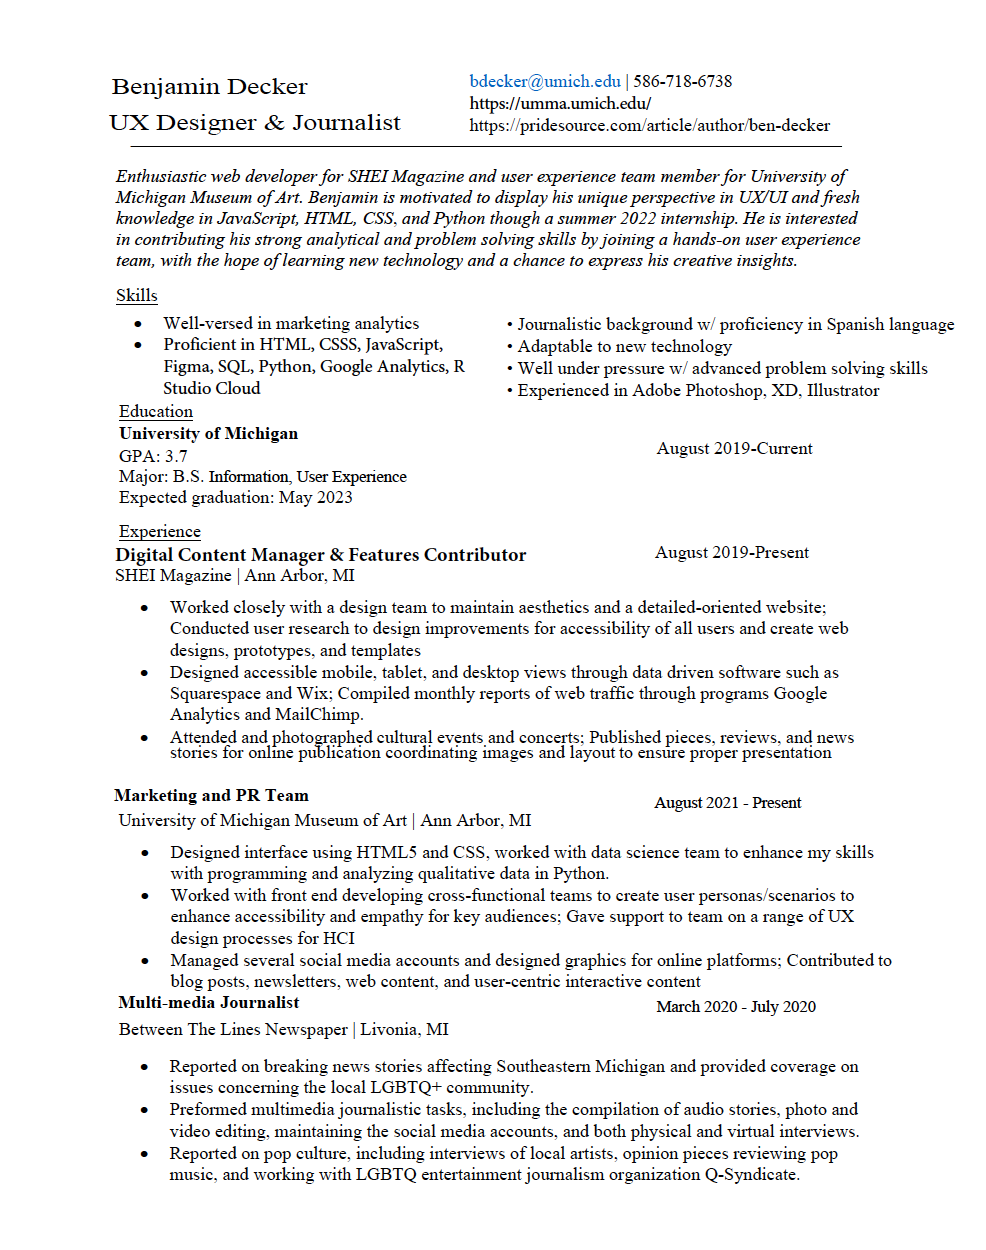 Benjamin Decker
UX Designer & Journalist
bdecker@umich.edu | 586-718-6738
https://umma.umich.edu/
https://pridesource.com/article/author/ben-decker
Enthusiastic web developer for SHEI Magazine and user experience team member for University of
Michigan Museum of Art. Benjamin is motivated to display his unique perspective in UX/UI and fresh
knowledge in JavaScript, HTML, CSS, and Python though a summer 2022 internship. He is interested
in contributing his strong analytical and problem solving skills by joining a hands-on user experience
team, with the hope of learning new technology and a chance to express his creative insights.
Skills
• Well-versed in marketing analytics
• Proficient in HTML, CSSS, JavaScript,
Figma, SQL, Python, Google Analytics, R
Studio Cloud
• Journalistic background w/ proficiency in Spanish language
• Adaptable to new technology
• Well under pressure w/ advanced problem solving skills
• Experienced in Adobe Photoshop, XD, Illustrator
Education
University of Michigan
August 2019-Current
GPA: 3.7
Major: B.S. Information, User Experience
Expected graduation: May 2023
Experience
Digital Content Manager & Features Contributor
August 2019-Present
SHEI Magazine | Ann Arbor, MI
• Worked closely with a design team to maintain aesthetics and a detailed-oriented website;
Conducted user research to design improvements for accessibility of all users and create web
designs, prototypes, and templates
• Designed accessible mobile, tablet, and desktop views through data driven software such as
Squarespace and Wix; Compiled monthly reports of web traffic through programs Google
Analytics and MailChimp.
• Attended and photographed cultural events and concerts; Published pieces, reviews, and news
stories for online publication coordinating images and layout to ensure proper presentation
Marketing and PR Team
August 2021 - Present
University of Michigan Museum of Art | Ann Arbor, MI
• Designed interface using HTML5 and CSS, worked with data science team to enhance my skills
with programming and analyzing qualitative data in Python.
• Worked with front end developing cross-functional teams to create user personas/scenarios to
enhance accessibility and empathy for key audiences; Gave support to team on a range of UX
design processes for HCI
• Managed several social media accounts and designed graphics for online platforms; Contributed to
blog posts, newsletters, web content, and user-centric interactive content
Multi-media Journalist
March 2020 - July 2020
Between The Lines Newspaper | Livonia, MI
• Reported on breaking news stories affecting Southeastern Michigan and provided coverage on
issues concerning the local LGBTQ+ community.
• Preformed multimedia journalistic tasks, including the compilation of audio stories, photo and
video editing, maintaining the social media accounts, and both physical and virtual interviews.
• Reported on pop culture, including interviews of local artists, opinion pieces reviewing pop
music, and working with LGBTQ entertainment journalism organization Q-Syndicate.